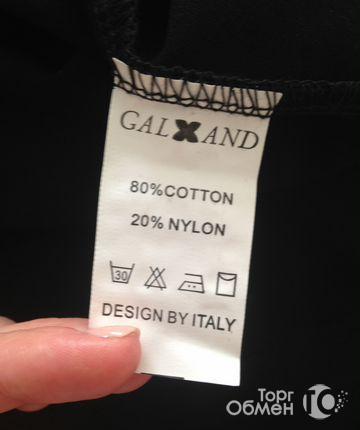 GALXAND
80%COTTON
20% NYLON
30
DESIGN BY ITALY
Торг
Обмен